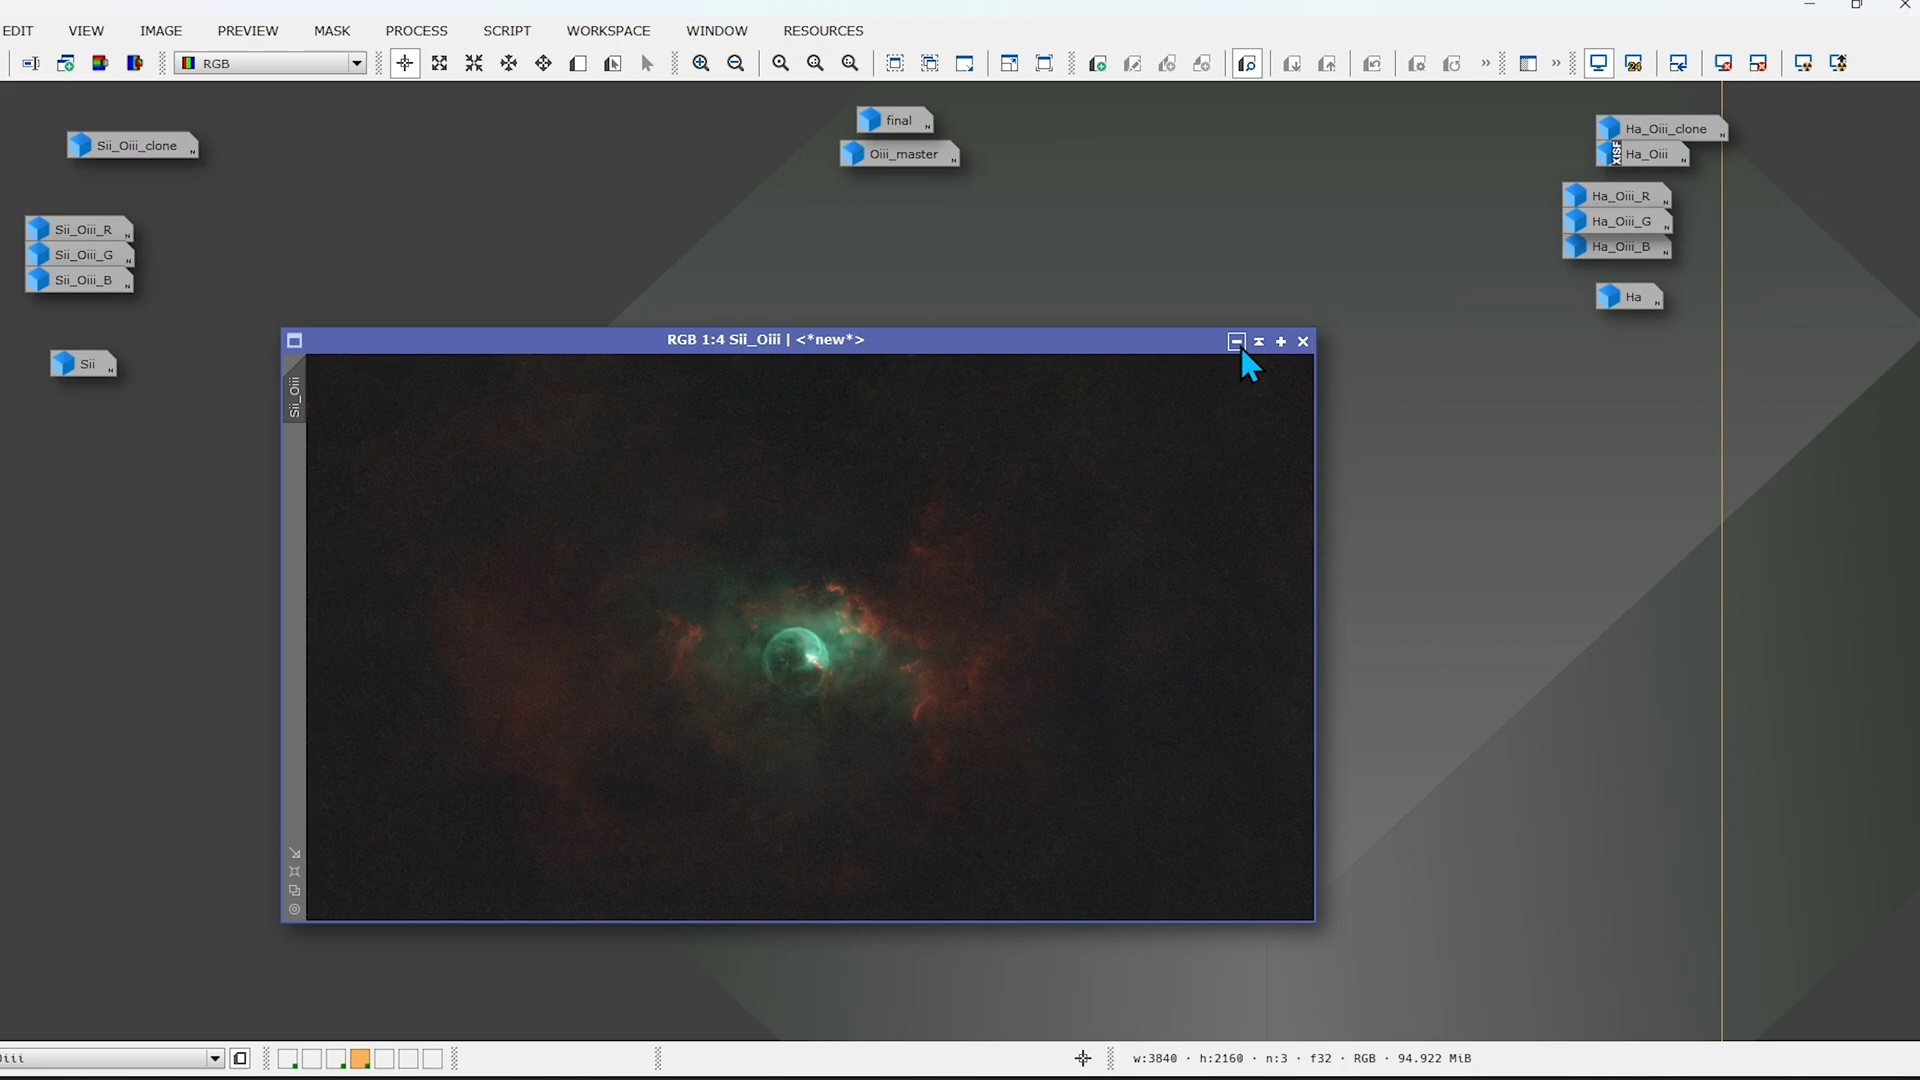 EDIT VIEW IMAGE PREVIEW MASK PROCESS SCRIPT WORKSPACE WINDOW RESOURCES
RGB
24
Sii_Oiii_clone
Sii_Oiii_R
Sii_Oiii_G
Sii_Oiii_B
Sii
final
Oiii_master
Ha_Oiii_clone
XISF
Ha_Oiii
Ha_Oiii_R
Ha_Oiii_G
Ha_Oiii_B
Ha
RGB 1:4 Sii_Oiii | <*new*>
Sii_Oiii
w:3840 · h:2160 · n:3 · f32 · RGB · 94.922 MiB